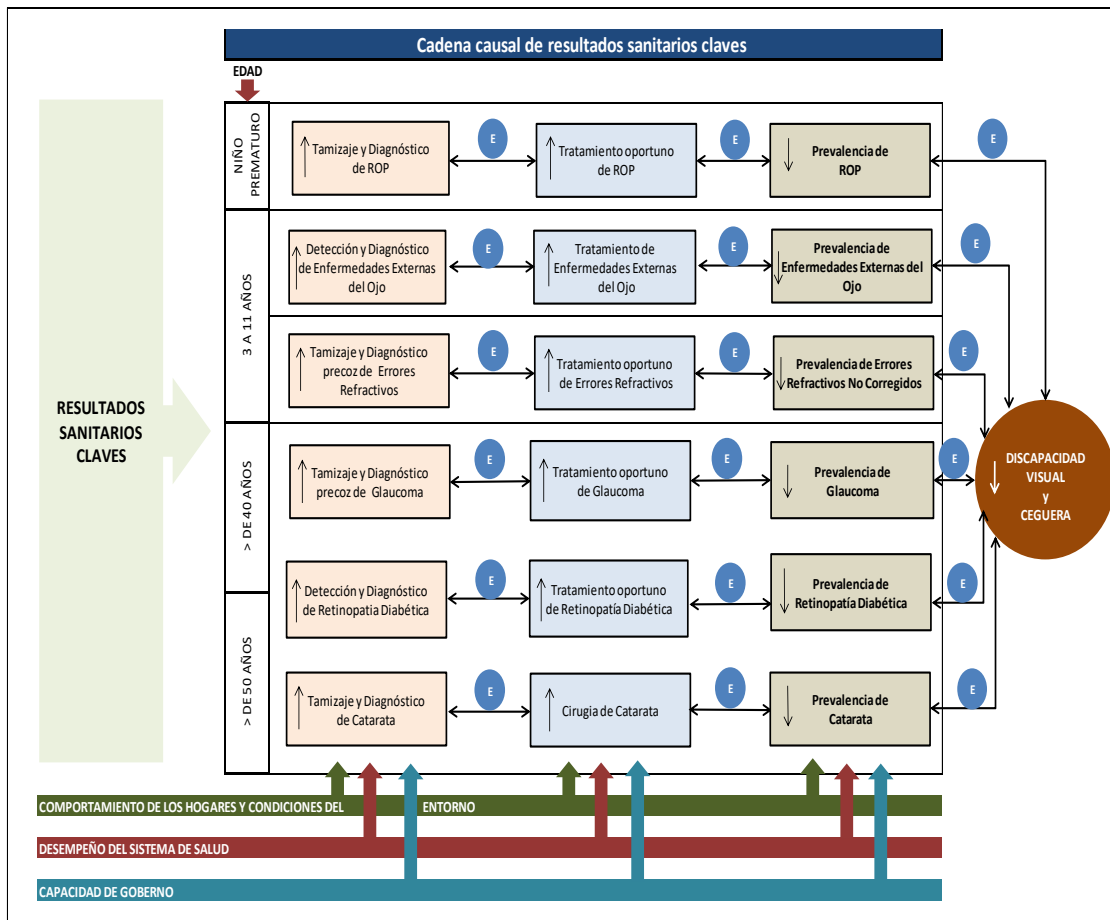 Cadena causal de resultados sanitarios claves
EDAD
RESULTADOS
SANITARIOS
CLAVES
NIÑO
PREMATURO
Tamizaje y Diagnóstico
de ROP
E
Tratamiento oportuno
de ROP
E
Prevalencia de
ROP
E
3 A 11 AÑOS
Detección y Diagnóstico
de Enfermedades Externas
del Ojo
E
Tratamiento de
Enfermedades Externas
del Ojo
E
Prevalencia de
Enfermedades Externas del
Ojo
E
Tamizaje y Diagnóstico
precoz de Errores
Refractivos
E
Tratamiento oportuno
de Errores Refractivos
E
Prevalencia de Errores
Refractivos No Corregidos
E
> DE 40 AÑOS
Tamizaje y Diagnóstico
precoz de Glaucoma
E
Tratamiento oportuno
de Glaucoma
E
Prevalencia de
Glaucoma
E
DISCAPACIDAD
VISUAL
y
CEGUERA
Detección y Diagnóstico
de Retinopatia Diabética
E
Tratamiento oportuno
de Retinopatía Diabética
E
Prevalencia de
Retinopatía Diabética
E
> DE 50 AÑOS
Tamizaje y Diagnóstico
de Catarata
E
Cirugia de Catarata
E
Prevalencia de
Catarata
E
COMPORTAMIENTO DE LOS HOGARES Y CONDICIONES DEL ENTORNO
DESEMPEÑO DEL SISTEMA DE SALUD
CAPACIDAD DE GOBERNO